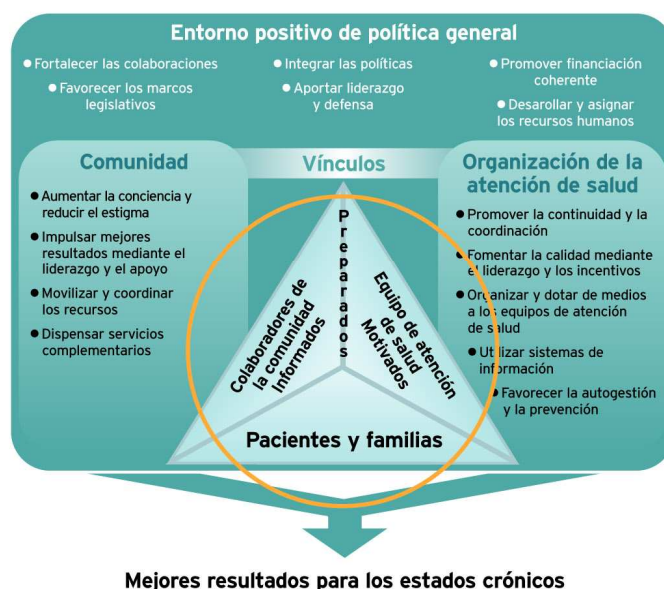 Entorno positivo de política general
● Fortalecer las colaboraciones
● Favorecer los marcos
legislativos
● Integrar las políticas
● Aportar liderazgo
y defensa
● Promover financiación
coherente
● Desarollar y asignar
los recursos humanos
Comunidad
● Aumentar la conciencia y
reducir el estigma
● Impulsar mejores
resultados mediante el
liderazgo y el apoyo
● Movilizar y coordinar
los recursos
● Dispensar servicios
complementarios
Vínculos
Organización de la
atención de salud
● Promover la continuidad y la
coordinación
● Fomentar la calidad mediante
el liderazgo y los incentivos
● Organizar y dotar de medios
a los equipos de atención
de salud
● Utilizar sistemas de
información
● Favorecer la autogestión
y la prevención
Preparados
Colaboradores de
la comunidad
Informados
Equipo de atención
de salud
Motivados
Pacientes y familias
Mejores resultados para los estados crónicos